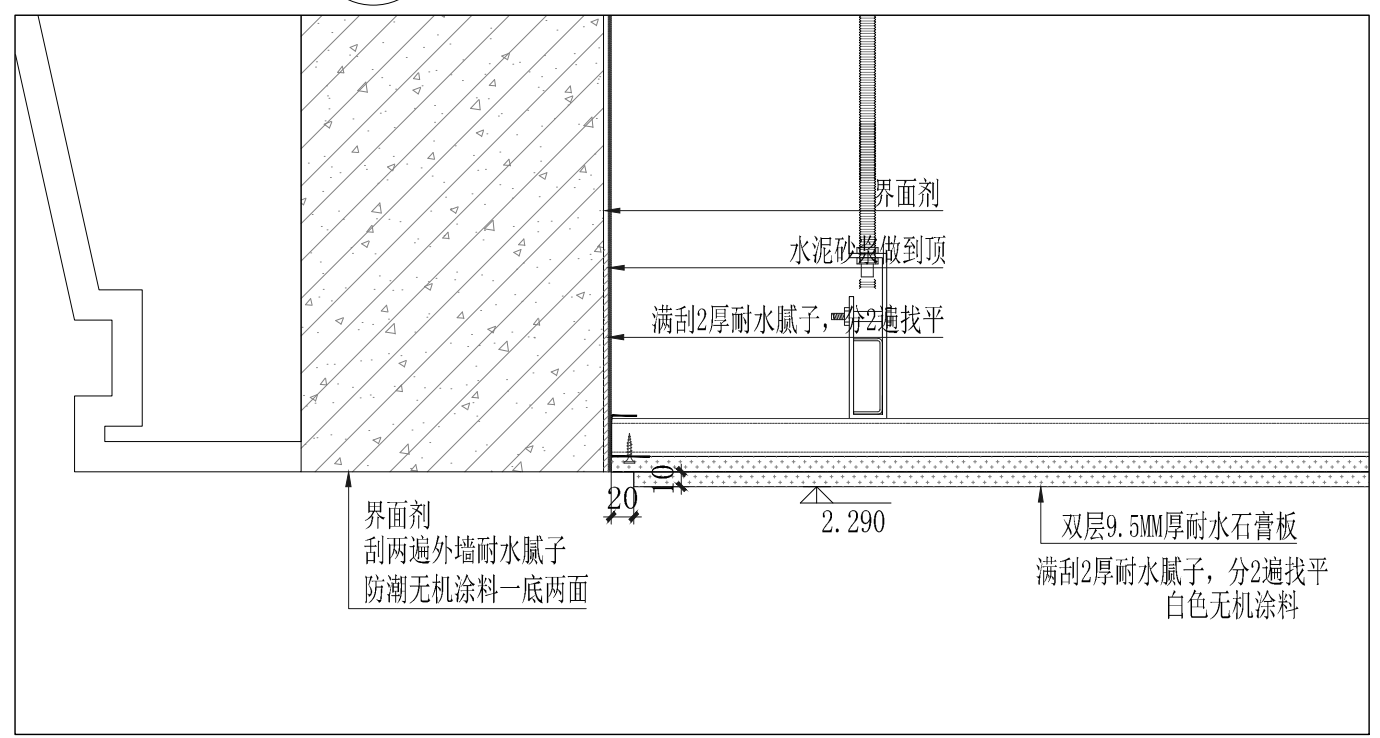 界面剂
水泥砂浆做到顶
满刮2厚耐水腻子，分2遍找平
10
20
2.290
界面剂
刮两遍外墙耐水腻子
防潮无机涂料一底两面
双层9.5MM厚耐水石膏板
满刮2厚耐水腻子，分2遍找平
白色无机涂料